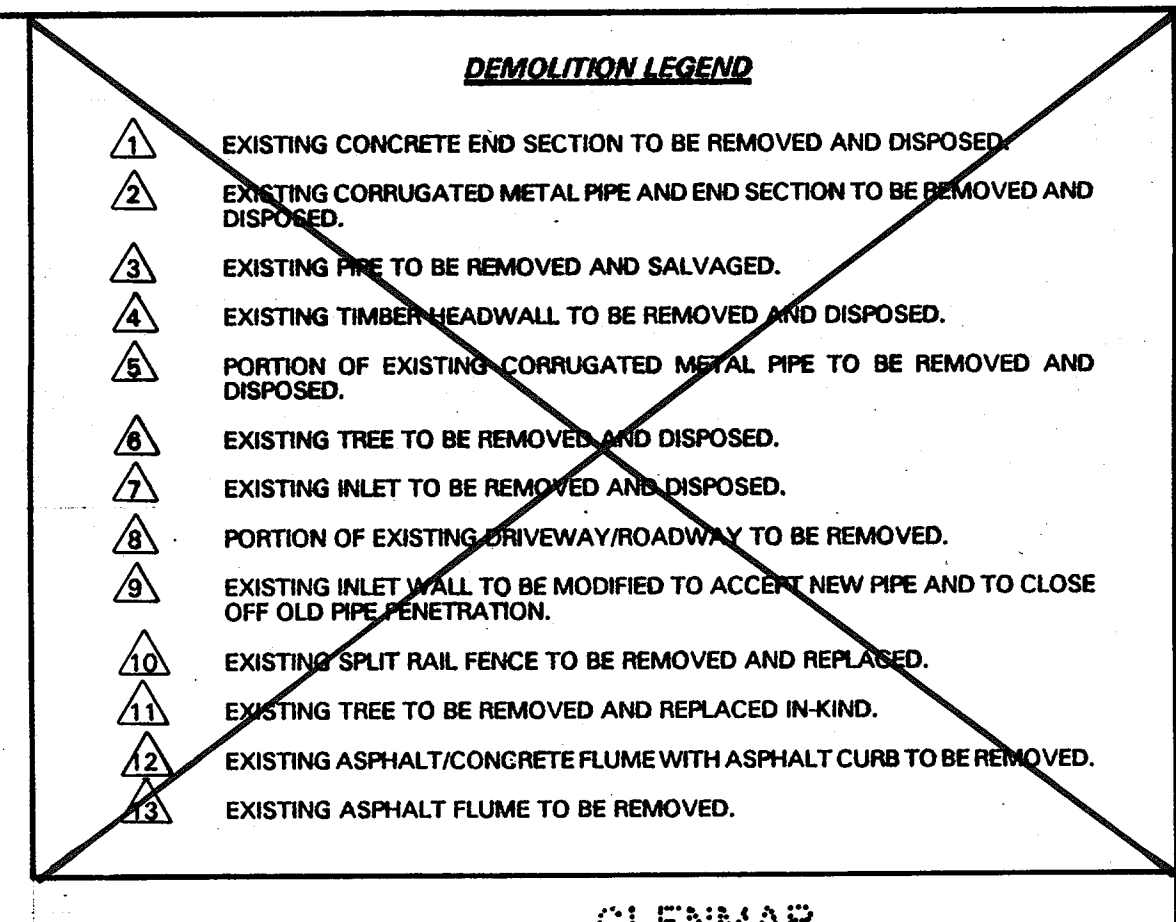 DEMOLITION LEGEND
1 EXISTING CONCRETE END SECTION TO BE REMOVED AND DISPOSED.
2 EXISTING CORRUGATED METAL PIPE AND END SECTION TO BE REMOVED AND
DISPOSED.
3 EXISTING PIPE TO BE REMOVED AND SALVAGED.
4 EXISTING TIMBER HEADWALL TO BE REMOVED AND DISPOSED.
5 PORTION OF EXISTING CORRUGATED METAL PIPE TO BE REMOVED AND
DISPOSED.
6 EXISTING TREE TO BE REMOVED AND DISPOSED.
7 EXISTING INLET TO BE REMOVED AND DISPOSED.
8 PORTION OF EXISTING DRIVEWAY/ROADWAY TO BE REMOVED.
9 EXISTING INLET WALL TO BE MODIFIED TO ACCEPT NEW PIPE AND TO CLOSE
OFF OLD PIPE PENETRATION.
10 EXISTING SPLIT RAIL FENCE TO BE REMOVED AND REPLACED.
11 EXISTING TREE TO BE REMOVED AND REPLACED IN-KIND.
12 EXISTING ASPHALT/CONCRETE FLUME WITH ASPHALT CURB TO BE REMOVED.
13 EXISTING ASPHALT FLUME TO BE REMOVED.
GLENMAR